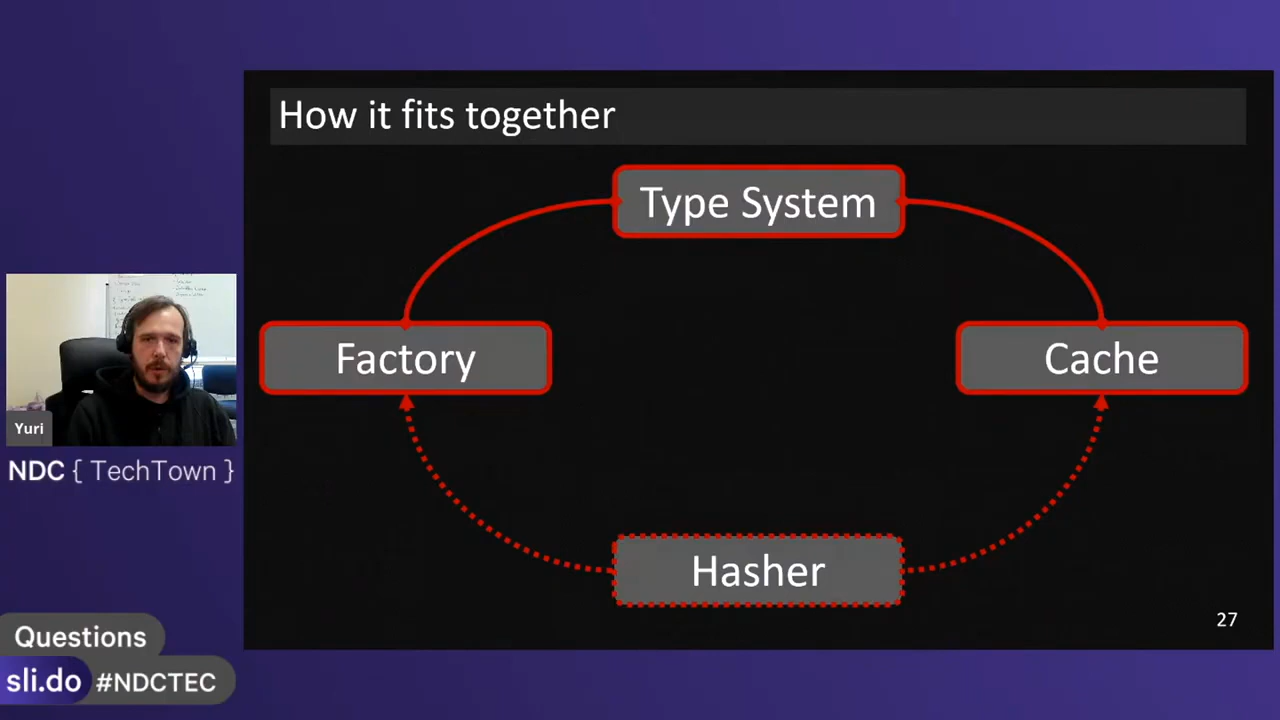 How it fits together
Type System
Factory
Cache
Hasher
27
Yuri
NDC { TechTown }
Questions
sli.do #NDCTEC